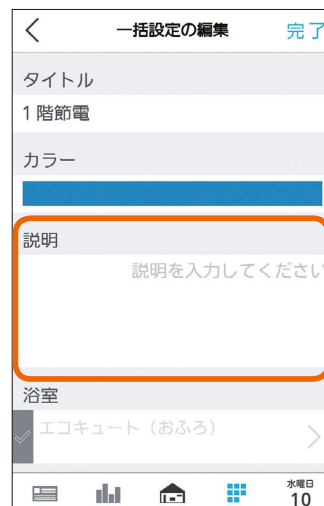 一括設定の編集 完了
タイトル
1 階節電
カラー
説明
説明を入力してください
浴室
エコキュート（おふろ）
水曜日
10